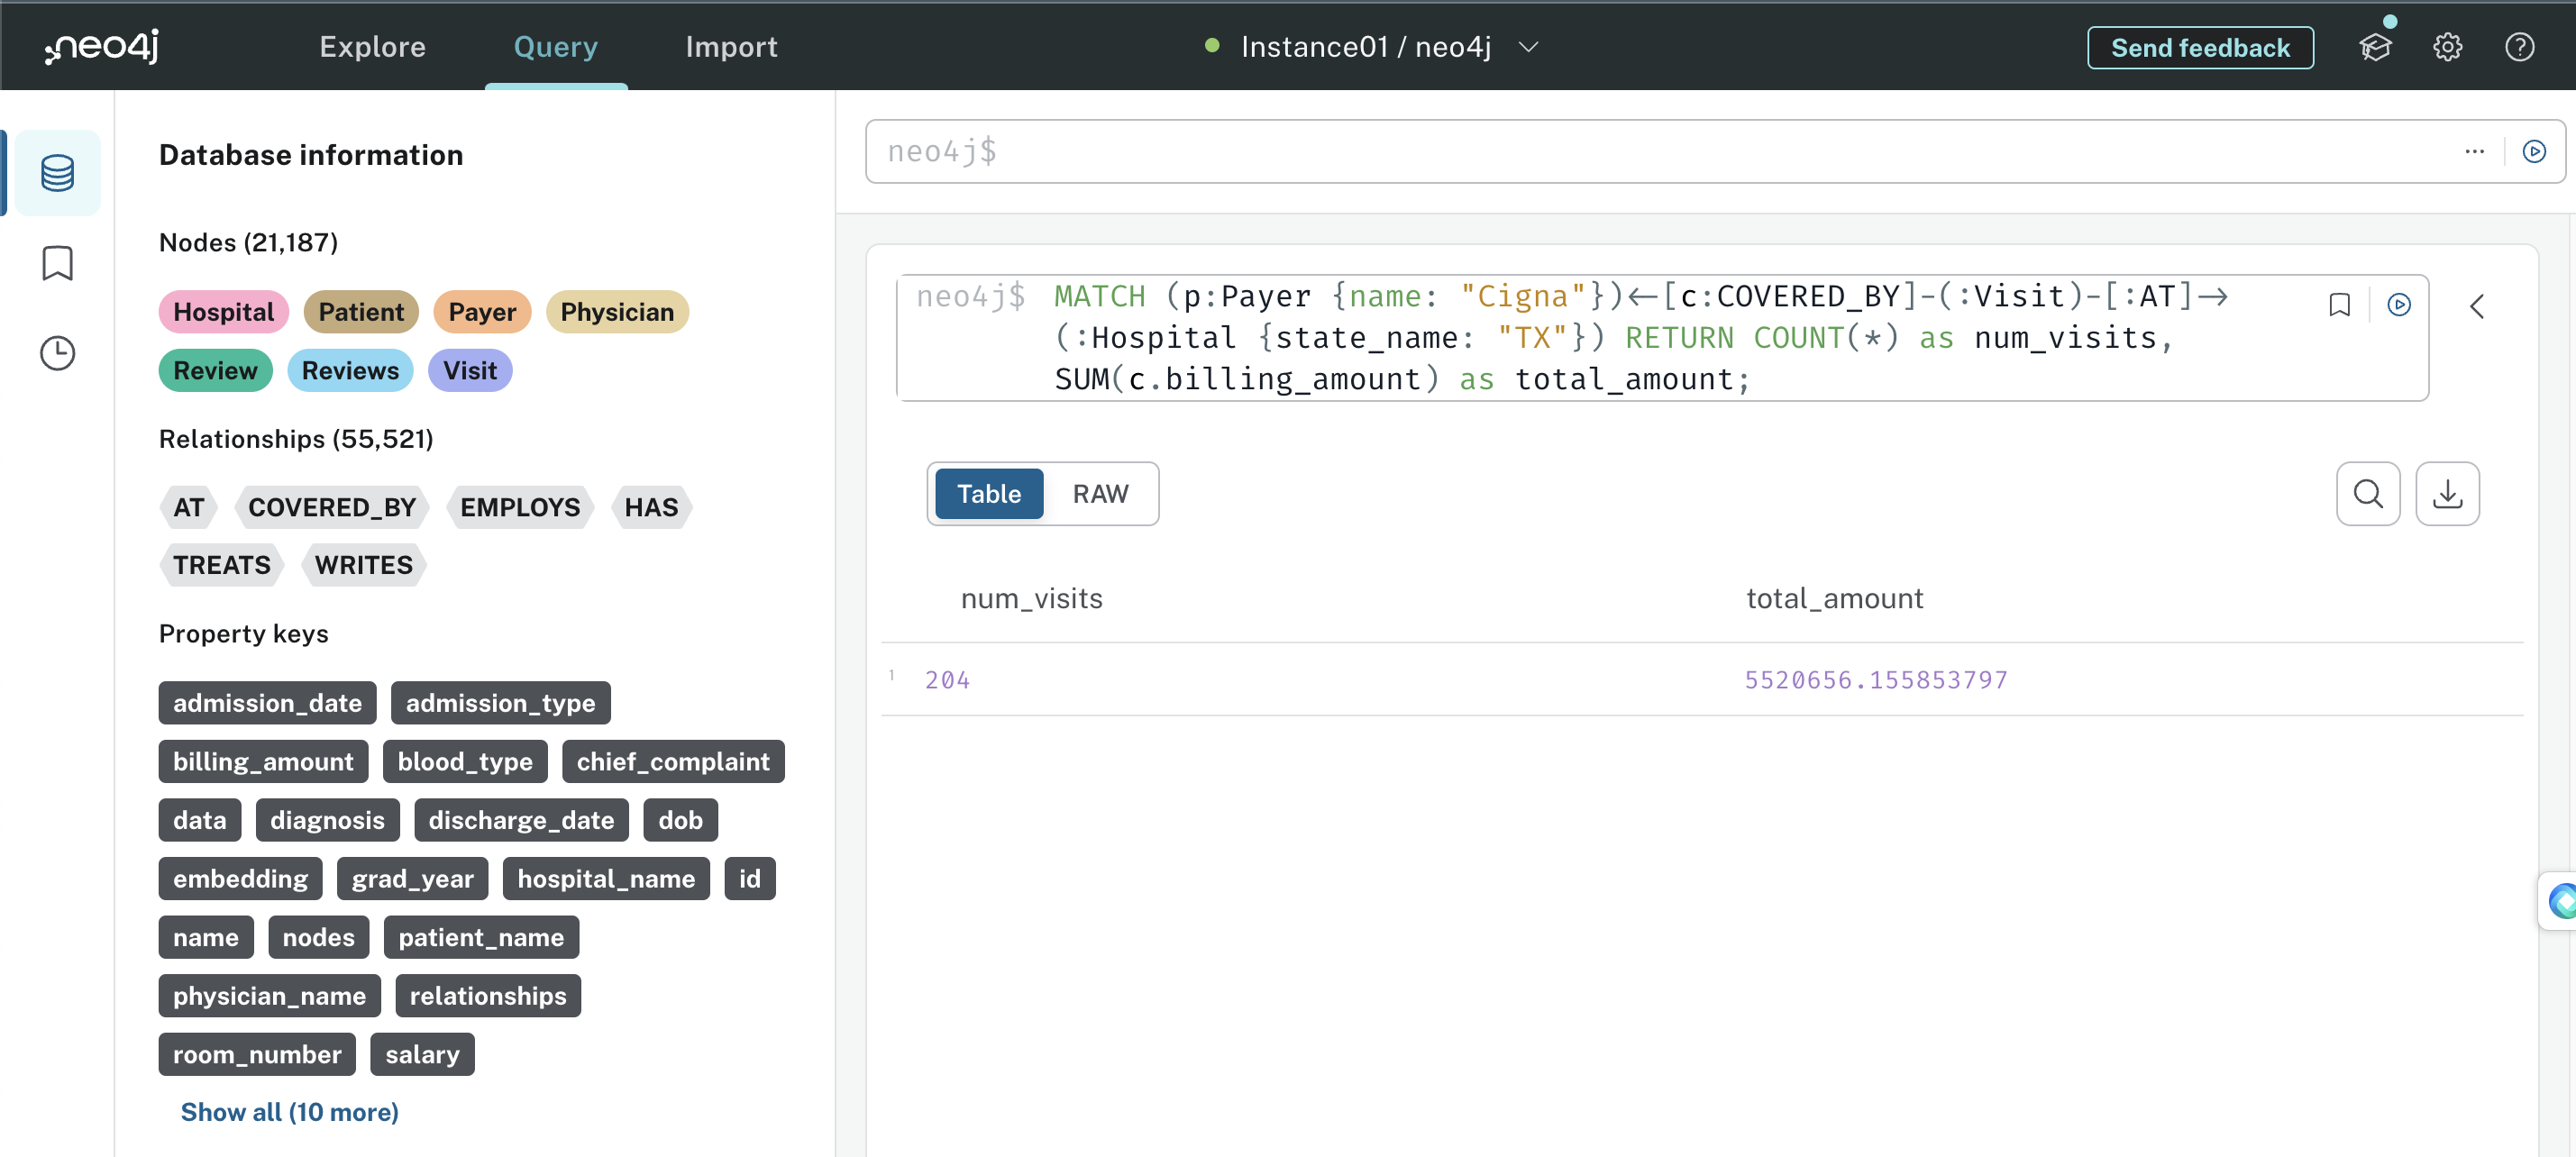 neo4j Explore Query Import Instance01 / neo4j Send feedback
Database information
Nodes (21,187)
Hospital Patient Payer Physician
Review Reviews Visit
Relationships (55,521)
AT COVERED_BY EMPLOYS HAS
TREATS WRITES
Property keys
admission_date admission_type
billing_amount blood_type chief_complaint
data diagnosis discharge_date dob
embedding grad_year hospital_name id
name nodes patient_name
physician_name relationships
room_number salary
Show all (10 more)
neo4j$
neo4j$ MATCH (p:Payer {name: "Cigna"})<-[c:COVERED_BY]-(:Visit)-[:AT]->
(:Hospital {state_name: "TX"}) RETURN COUNT(*) as num_visits,
SUM(c.billing_amount) as total_amount;
Table RAW
num_visits total_amount
1 204 5520656.155853797